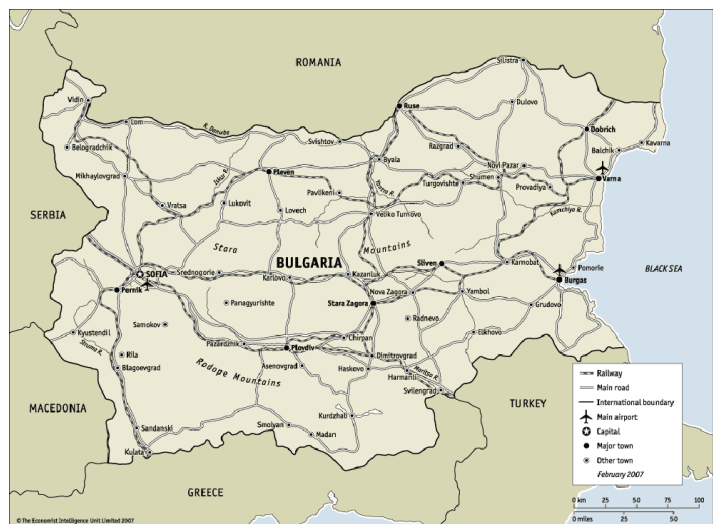 ROMANIA
Silistra
Vidin
Ruse
Dulovo
Lom
R. Danube
Dobrich
Svishtov
Razgrad
Kavarna
Belogradchik
Balchik
Byala
Novi-Pazar
Mikhaylovgrad
Pleven
Iskur R.
Varna
Turgovishte
Shumen
Provadiya
Pavlikeni
Vratsa
Lukovit
Lovech
Kamchiya R.
SERBIA
Veliko Turnovo
Stara
Mountains
BULGARIA
Sliven
Karnobat
SOFIA
Pomorie
BLACK SEA
Srednogorie
Karlovo
Kazanluk
Burgas
Pernik
Nova Zagora
Yambol
Panagyurishte
Stara Zagora
Grudovo
Radnevo
Samokov
Kyustendil
Elkhovo
Struma R.
Chirpan
Pazardzhik
Plovdiv
Rila
Dimitrovgrad
Blagoevgrad
Asenovgrad
Haskovo
Maritsa R.
Harmanli
Rodope Mountains
Svilengrad
Railway
Main road
International boundary
Main airport
Capital
Major town
Other town
February 2007
TURKEY
MACEDONIA
Kurdzhali
Sandanski
Smolyan
Madan
Kulata
GREECE
0 km 25 50 75 100
0 miles 25 50
© The Economist Intelligence Unit Limited 2007